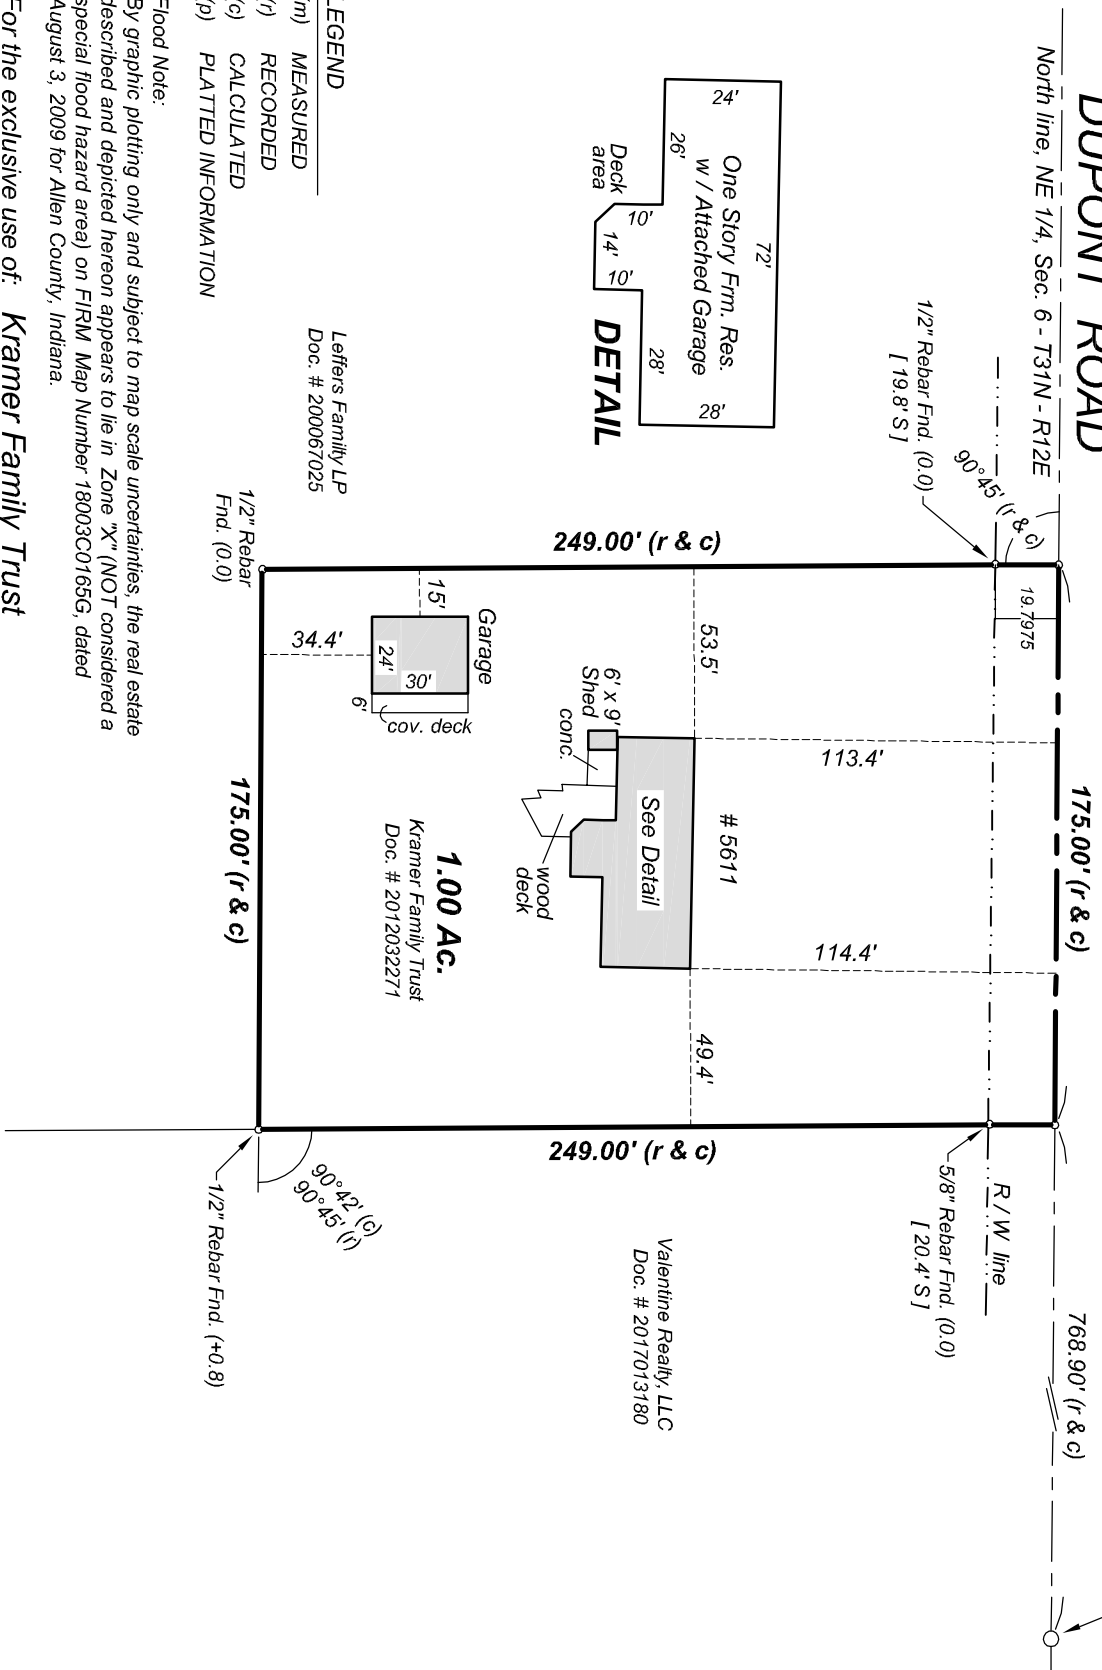 DUPONT ROAD
North line, NE 1/4, Sec. 6 - T31N - R12E
90°45' (r & c)
175.00' (r & c)
768.90' (r & c)
19.7975
1/2" Rebar Fnd. (0.0)
[ 19.8' S ]
R / W line
5/8" Rebar Fnd. (0.0)
[ 20.4' S ]
113.4'
114.4'
24'
72'
One Story Frm. Res.
w / Attached Garage
26'
28'
28'
Deck
area
10'
14'
10'
DETAIL
249.00' (r & c)
53.5'
# 5611
49.4'
See Detail
6' x 9'
Shed
conc.
wood
deck
249.00' (r & c)
Valentine Realty, LLC
Doc. # 2017013180
Garage
15'
30'
24'
34.4'
6'
cov. deck
1.00 Ac.
Kramer Family Trust
Doc. # 2012032271
Leffers Family LP
Doc. # 200067025
LEGEND
(m) MEASURED
(r) RECORDED
(c) CALCULATED
(p) PLATTED INFORMATION
1/2" Rebar
Fnd. (0.0)
175.00' (r & c)
90°42' (c)
90°45' (r)
1/2" Rebar Fnd. (+0.8)
Flood Note:
By graphic plotting only and subject to map scale uncertainties, the real estate
described and depicted hereon appears to lie in Zone "X" (NOT considered a
special flood hazard area) on FIRM Map Number 18003C0165G, dated
August 3, 2009 for Allen County, Indiana.
For the exclusive use of: Kramer Family Trust